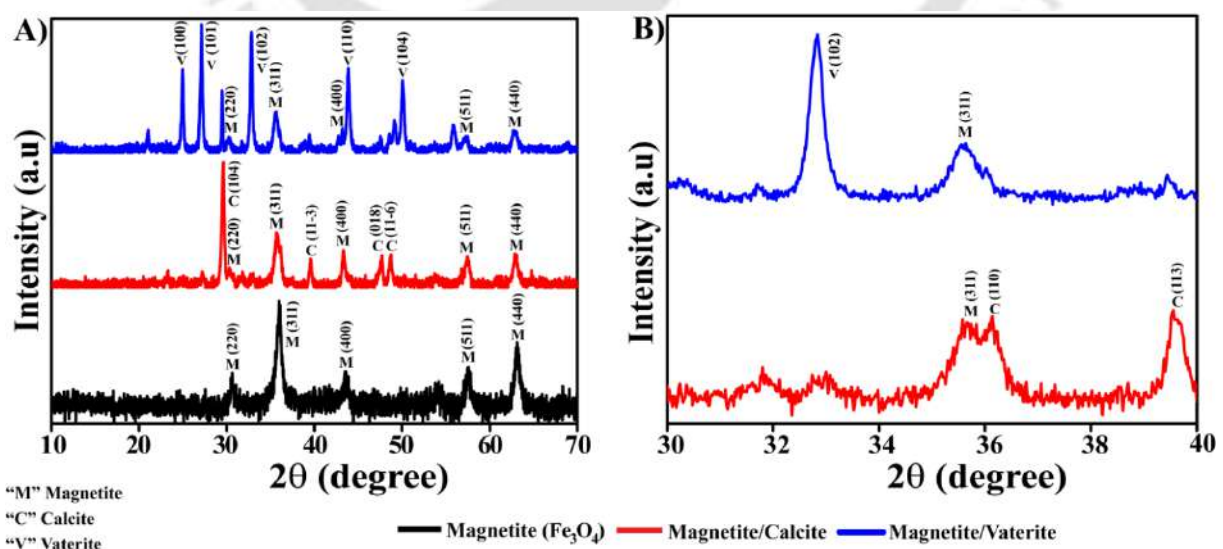 A)
Intensity (a.u)
V (100)
V (101)
M (220)
V (102)
M (311)
M (400)
V (110)
V (104)
M (511)
M (440)
C (104)
M (220)
M (311)
C (11-3)
M (400)
C (018)
C (11-6)
M (511)
M (440)
M (220)
M (311)
M (400)
M (511)
M (440)
10 20 30 40 50 60 70
2θ (degree)
B)
Intensity (a.u)
V (102)
M (311)
M (311)
C (110)
C (113)
30 32 34 36 38 40
2θ (degree)
“M” Magnetite
“C” Calcite
“V” Vaterite
Magnetite (Fe₃O₄) Magnetite/Calcite Magnetite/Vaterite